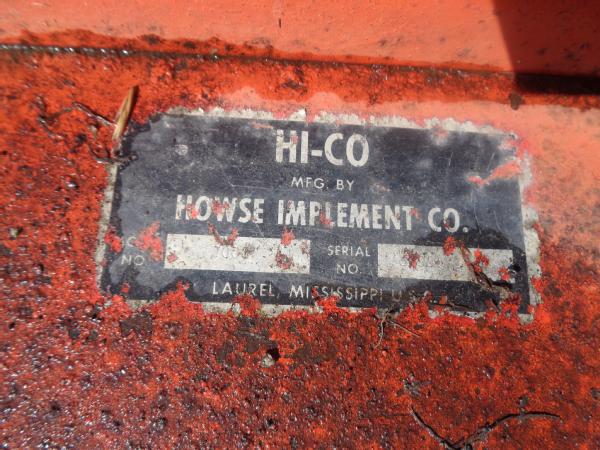 HI-CO
MFG. BY
HOWSE IMPLEMENT CO.
NO. SERIAL NO.
LAUREL, MISSISSIPPI U.S.